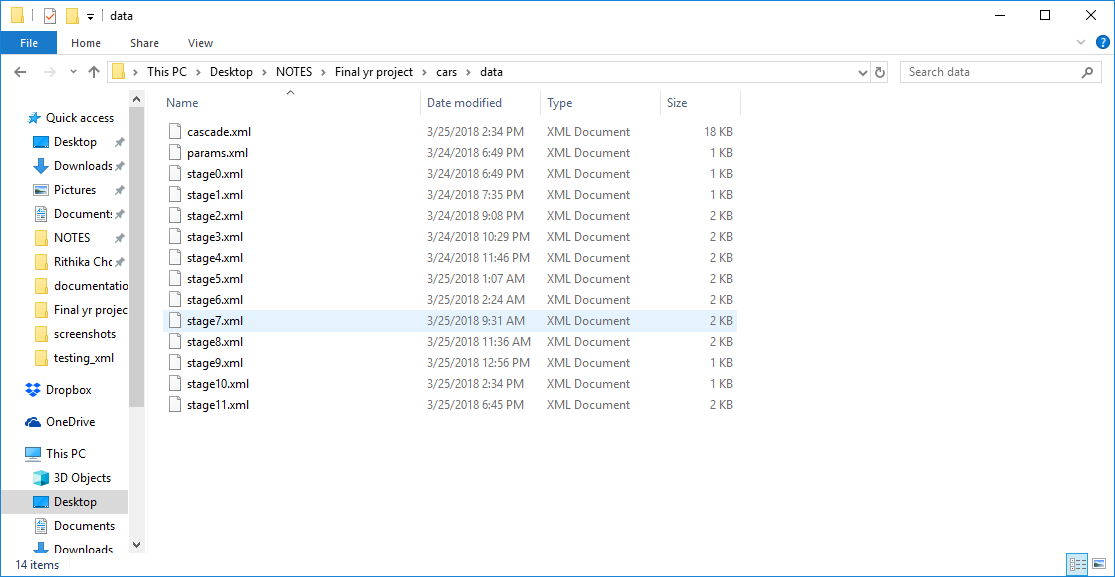 data
File Home Share View
This PC Desktop NOTES Final yr project cars data Search data
Name Date modified Type Size
Quick access
Desktop
Downloads
Pictures
Documents
NOTES
Rithika Cho
documentatio
Final yr projec
screenshots
testing_xml
Dropbox
OneDrive
This PC
3D Objects
Desktop
Documents
Downloads
cascade.xml 3/25/2018 2:34 PM XML Document 18 KB
params.xml 3/24/2018 6:49 PM XML Document 1 KB
stage0.xml 3/24/2018 6:49 PM XML Document 1 KB
stage1.xml 3/24/2018 7:35 PM XML Document 1 KB
stage2.xml 3/24/2018 9:08 PM XML Document 2 KB
stage3.xml 3/24/2018 10:29 PM XML Document 2 KB
stage4.xml 3/24/2018 11:46 PM XML Document 2 KB
stage5.xml 3/25/2018 1:07 AM XML Document 2 KB
stage6.xml 3/25/2018 2:24 AM XML Document 2 KB
stage7.xml 3/25/2018 9:31 AM XML Document 2 KB
stage8.xml 3/25/2018 11:36 AM XML Document 2 KB
stage9.xml 3/25/2018 12:56 PM XML Document 1 KB
stage10.xml 3/25/2018 2:34 PM XML Document 1 KB
stage11.xml 3/25/2018 6:45 PM XML Document 2 KB
14 items